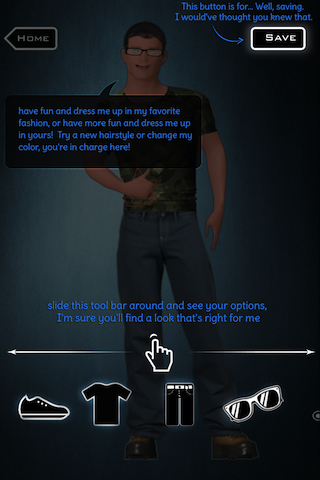 This button is for... Well, saving.
I would've thought you knew that.
Home
Save
have fun and dress me up in my favorite
fashion, or have more fun and dress me up
in yours! Try a new hairstyle or change my
color, you're in charge here!
slide this tool bar around and see your options,
I'm sure you'll find a look that's right for me